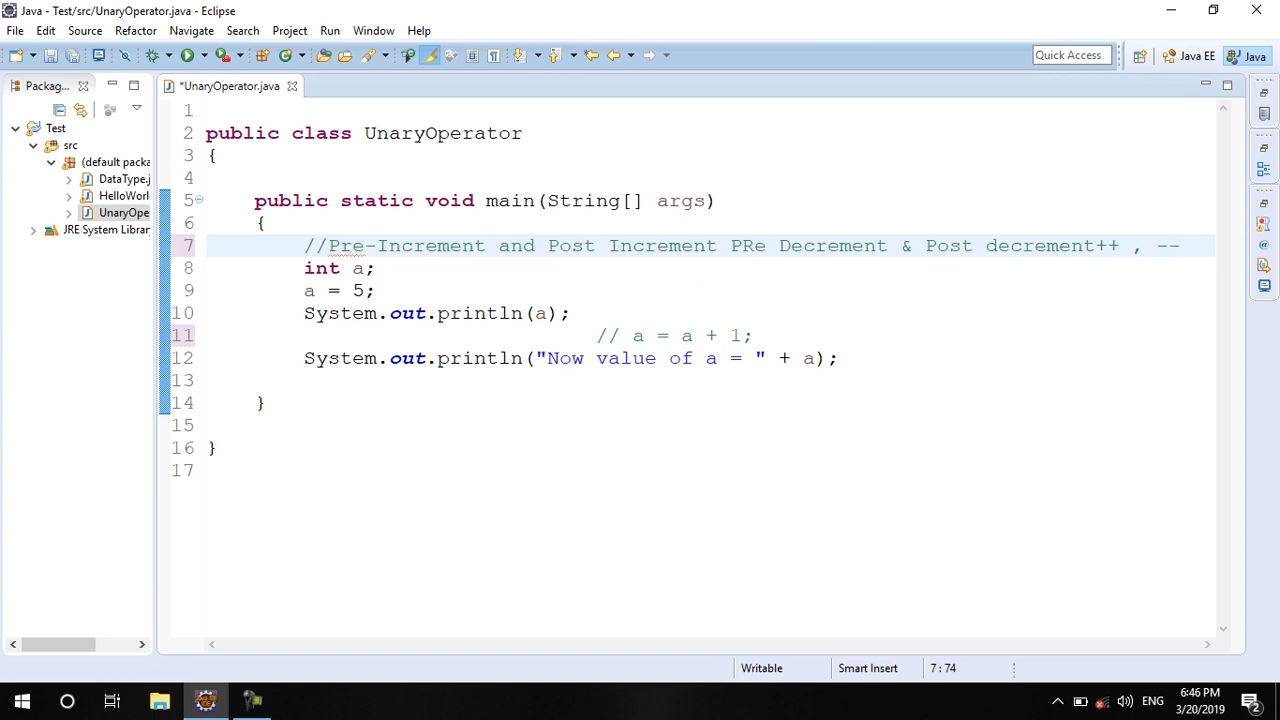 Java - Test/src/UnaryOperator.java - Eclipse
File Edit Source Refactor Navigate Search Project Run Window Help
Quick Access
Java EE
Java
Packag...
*UnaryOperator.java
Test
src
(default packa
DataType.j
HelloWorl
UnaryOpe
JRE System Library
1
2 public class UnaryOperator
3 {
4
5 public static void main(String[] args)
6 {
7 //Pre-Increment and Post Increment PRe Decrement & Post decrement++ , --
8 int a;
9 a = 5;
10 System.out.println(a);
11 // a = a + 1;
12 System.out.println("Now value of a = " + a);
13
14 }
15
16 }
17
Writable Smart Insert 7 : 74
ENG
6:46 PM
3/20/2019
2